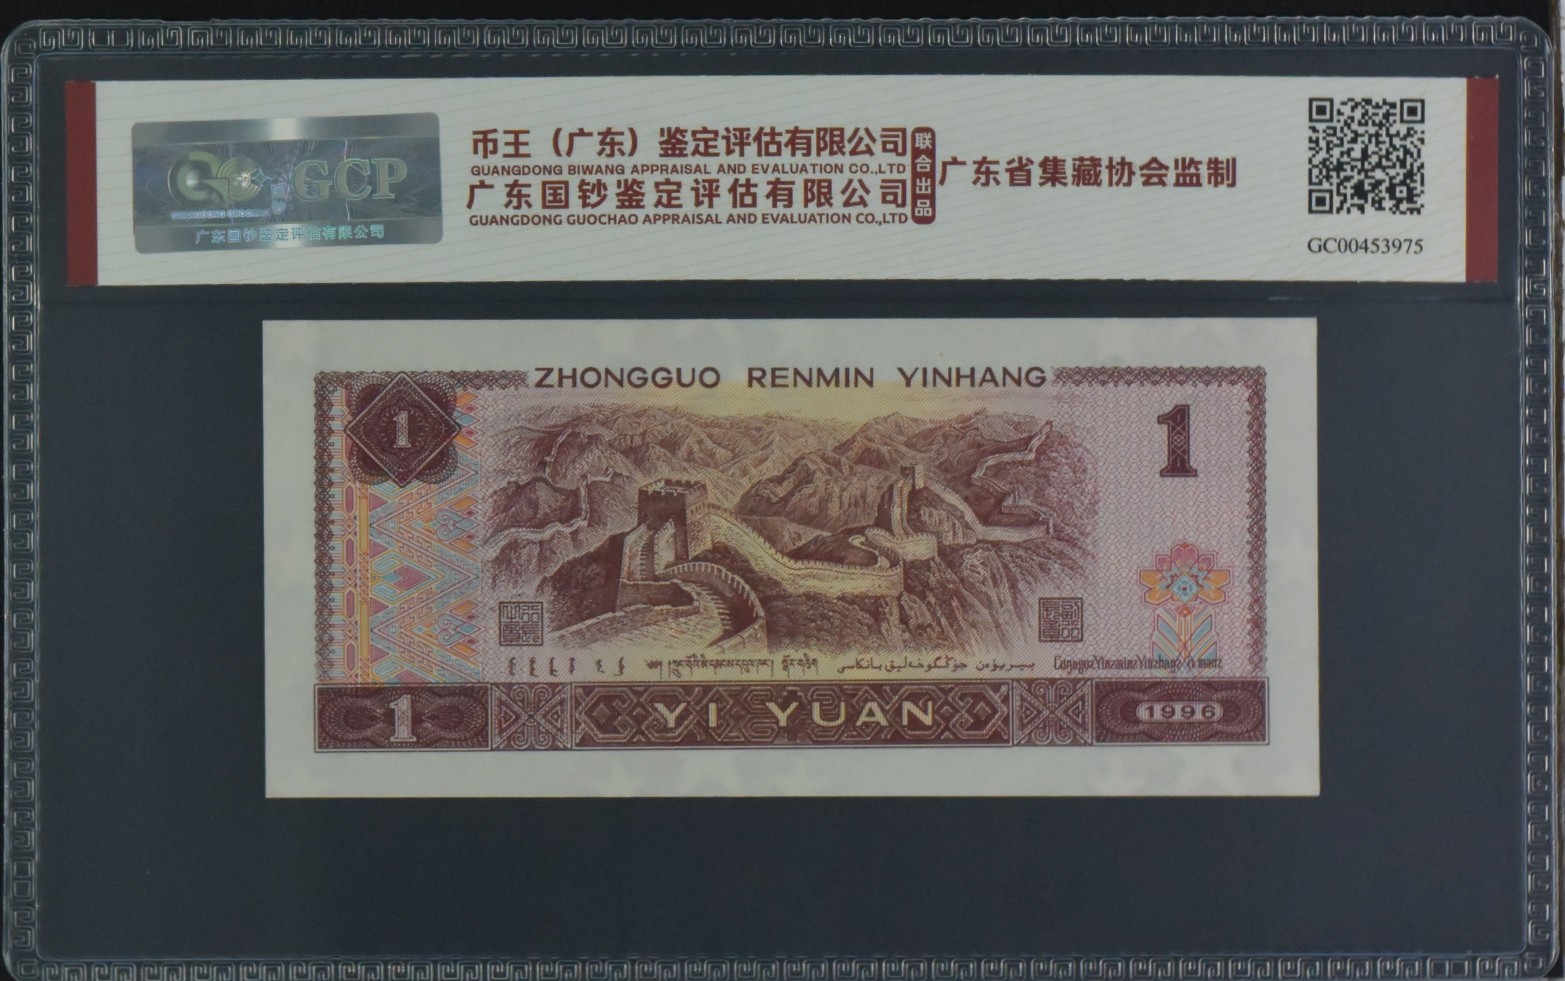 GCP
广东国钞鉴定评估有限公司
币王（广东）鉴定评估有限公司
GUANGDONG BIWANG APPRAISAL AND EVALUATION CO.,LTD
广东国钞鉴定评估有限公司
GUANGDONG GUOCHAO APPRAISAL AND EVALUATION CO.,LTD
联合出品
广东省集藏协会监制
GC00453975
ZHONGGUO RENMIN YINHANG
1
1
1
YI YUAN
1996